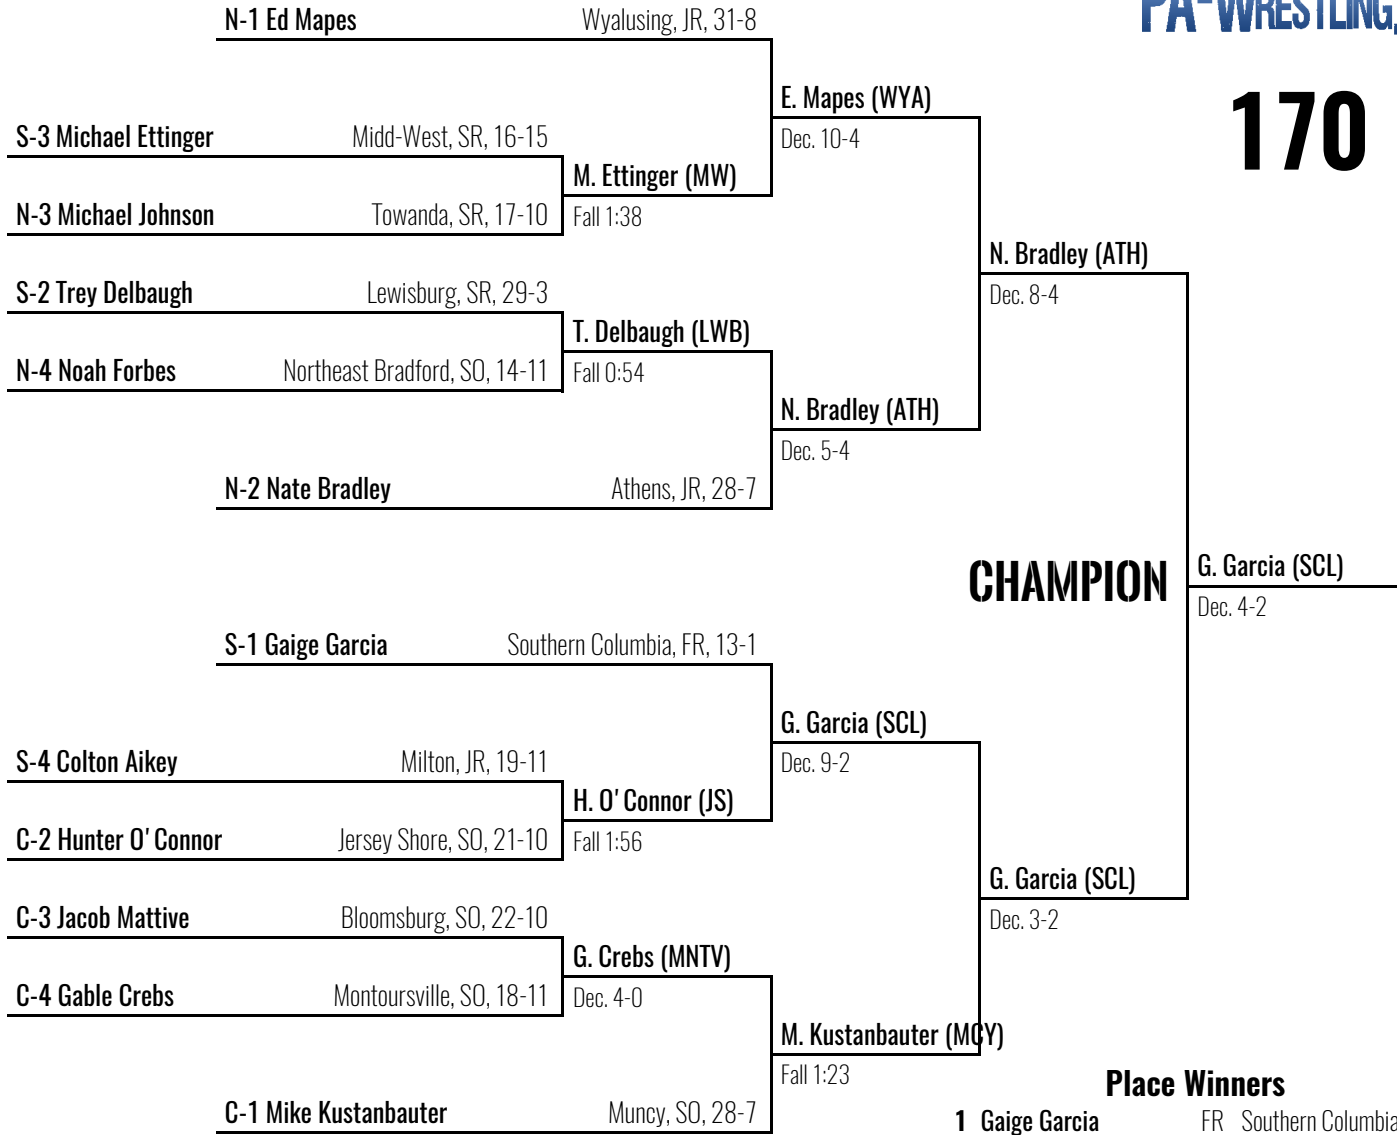 PA-WRESTLING.
170
N-1 Ed Mapes Wyalusing, JR, 31-8
E. Mapes (WYA)
Dec. 10-4
S-3 Michael Ettinger Midd-West, SR, 16-15
M. Ettinger (MW)
Fall 1:38
N-3 Michael Johnson Towanda, SR, 17-10
N. Bradley (ATH)
Dec. 8-4
S-2 Trey Delbaugh Lewisburg, SR, 29-3
T. Delbaugh (LWB)
Fall 0:54
N-4 Noah Forbes Northeast Bradford, SO, 14-11
N. Bradley (ATH)
Dec. 5-4
N-2 Nate Bradley Athens, JR, 28-7
CHAMPION
G. Garcia (SCL)
Dec. 4-2
S-1 Gaige Garcia Southern Columbia, FR, 13-1
G. Garcia (SCL)
Dec. 9-2
S-4 Colton Aikey Milton, JR, 19-11
H. O'Connor (JS)
Fall 1:56
C-2 Hunter O'Connor Jersey Shore, SO, 21-10
G. Garcia (SCL)
Dec. 3-2
C-3 Jacob Mattive Bloomsburg, SO, 22-10
G. Crebs (MNTV)
Dec. 4-0
C-4 Gable Crebs Montoursville, SO, 18-11
M. Kustanbauter (MCY)
Fall 1:23
C-1 Mike Kustanbauter Muncy, SO, 28-7
Place Winners
1 Gaige Garcia FR Southern Columbia